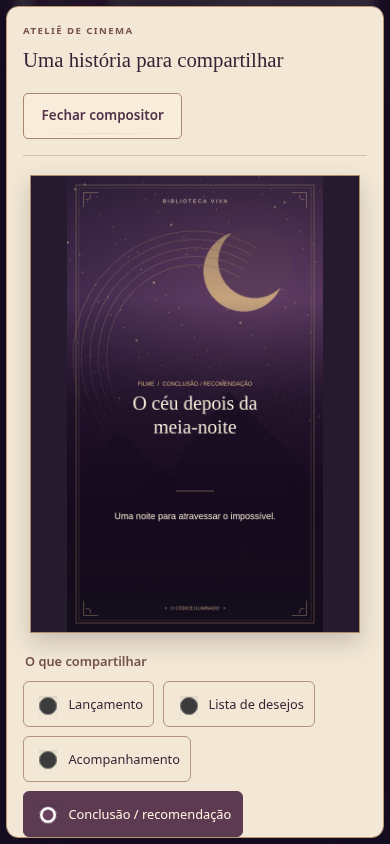 ATELIÊ DE CINEMA
Uma história para compartilhar
Fechar compositor
BIBLIOTECA VIVA
FILME / CONCLUSÃO / RECOMENDAÇÃO
O céu depois da
meia-noite
Uma noite para atravessar o impossível.
O CÓDICE ILUMINADO
O que compartilhar
Lançamento
Lista de desejos
Acompanhamento
Conclusão / recomendação